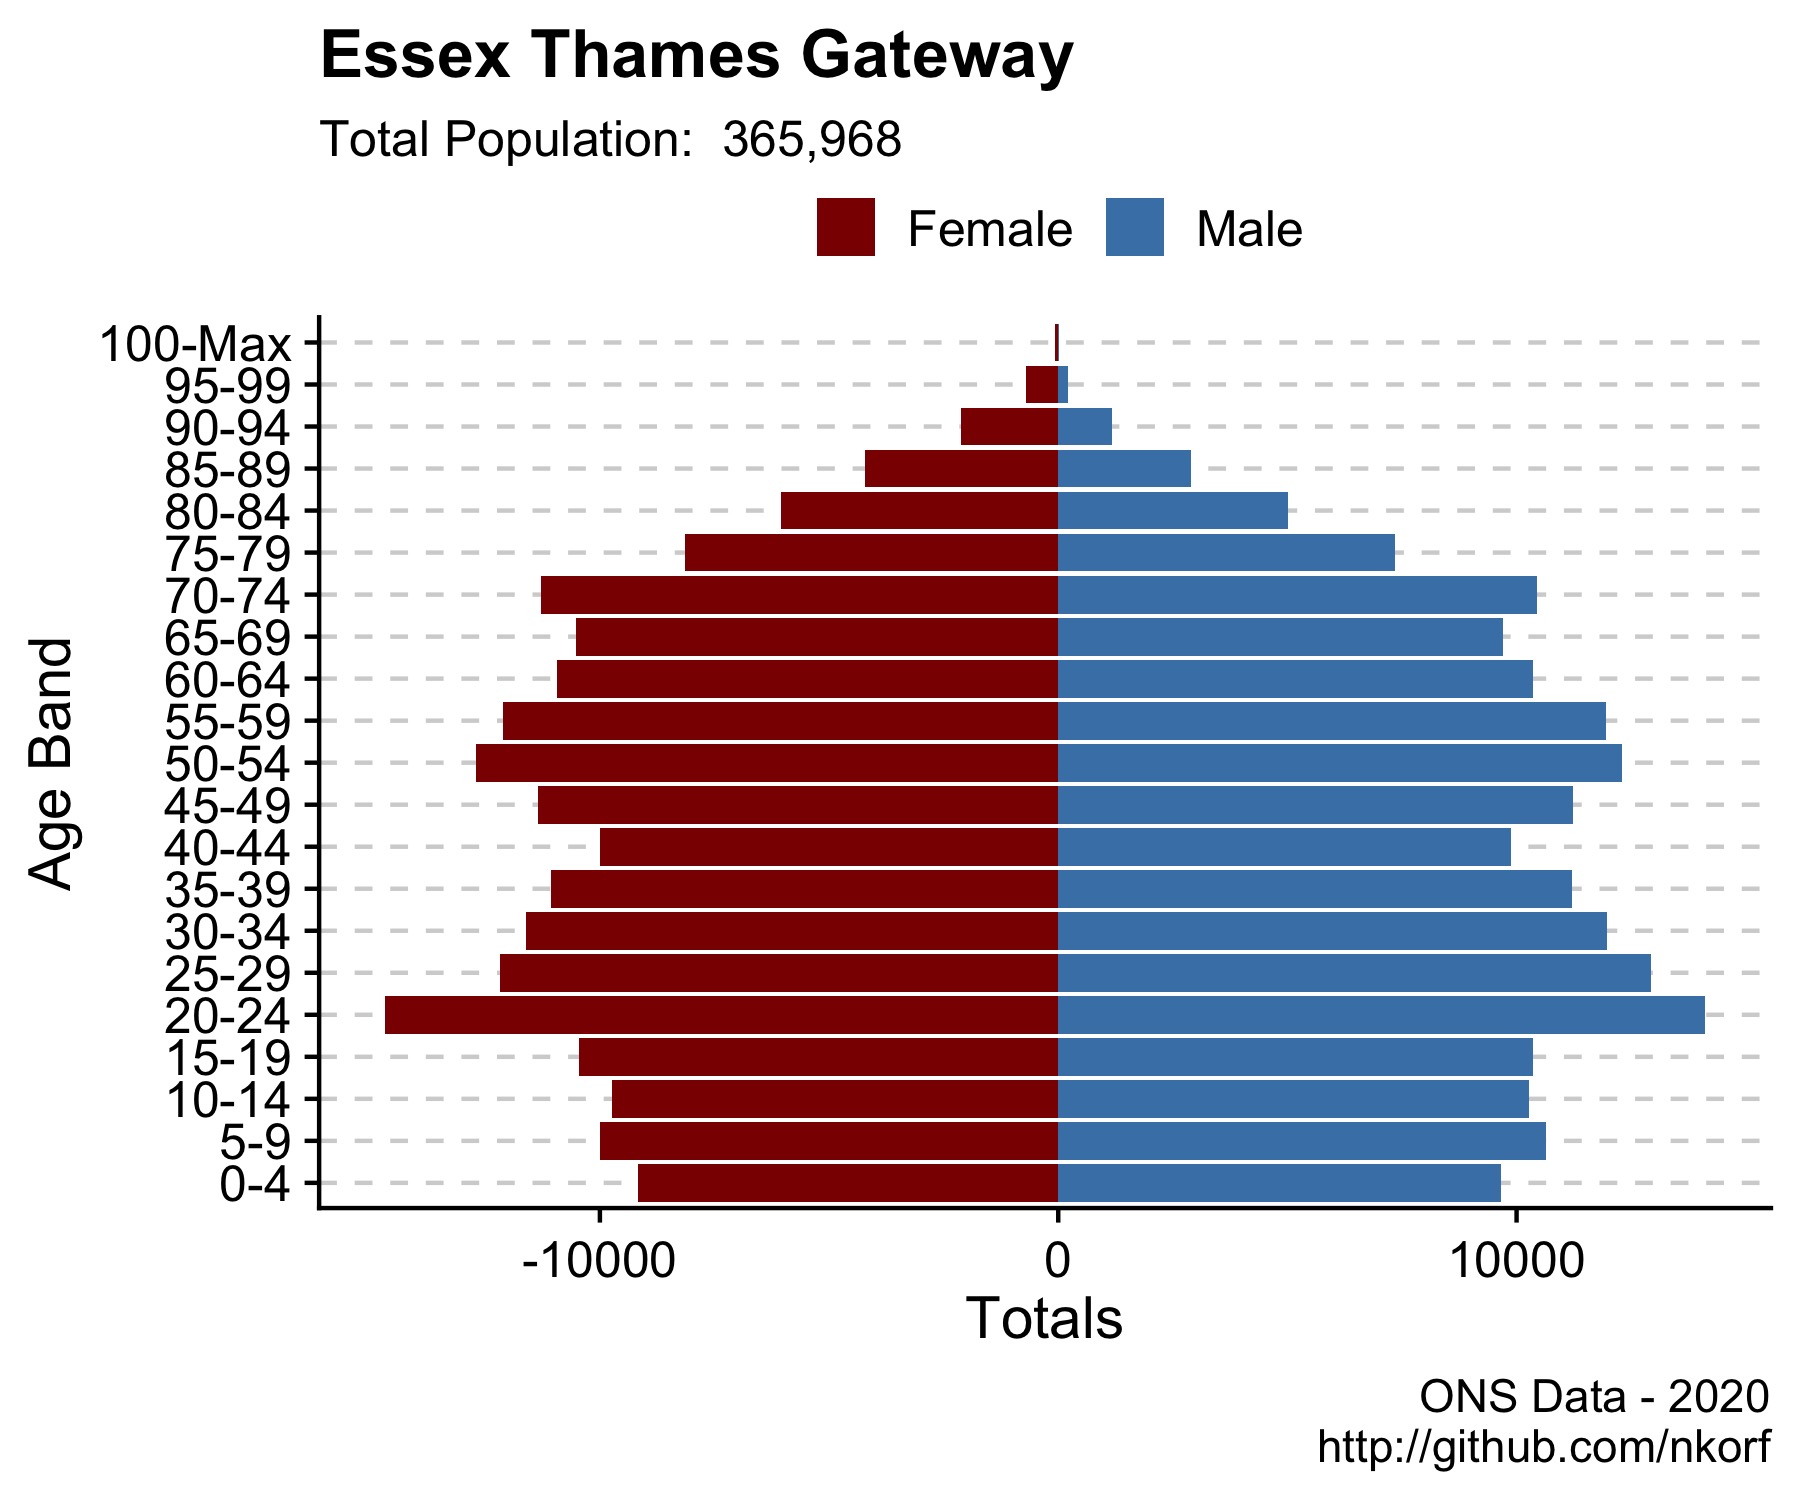 Essex Thames Gateway
Total Population:  365,968
Female Male
100-Max
95-99
90-94
85-89
80-84
75-79
70-74
65-69
60-64
55-59
50-54
45-49
40-44
35-39
30-34
25-29
20-24
15-19
10-14
5-9
0-4
Age Band
-10000 0 10000
Totals
ONS Data - 2020
http://github.com/nkorf